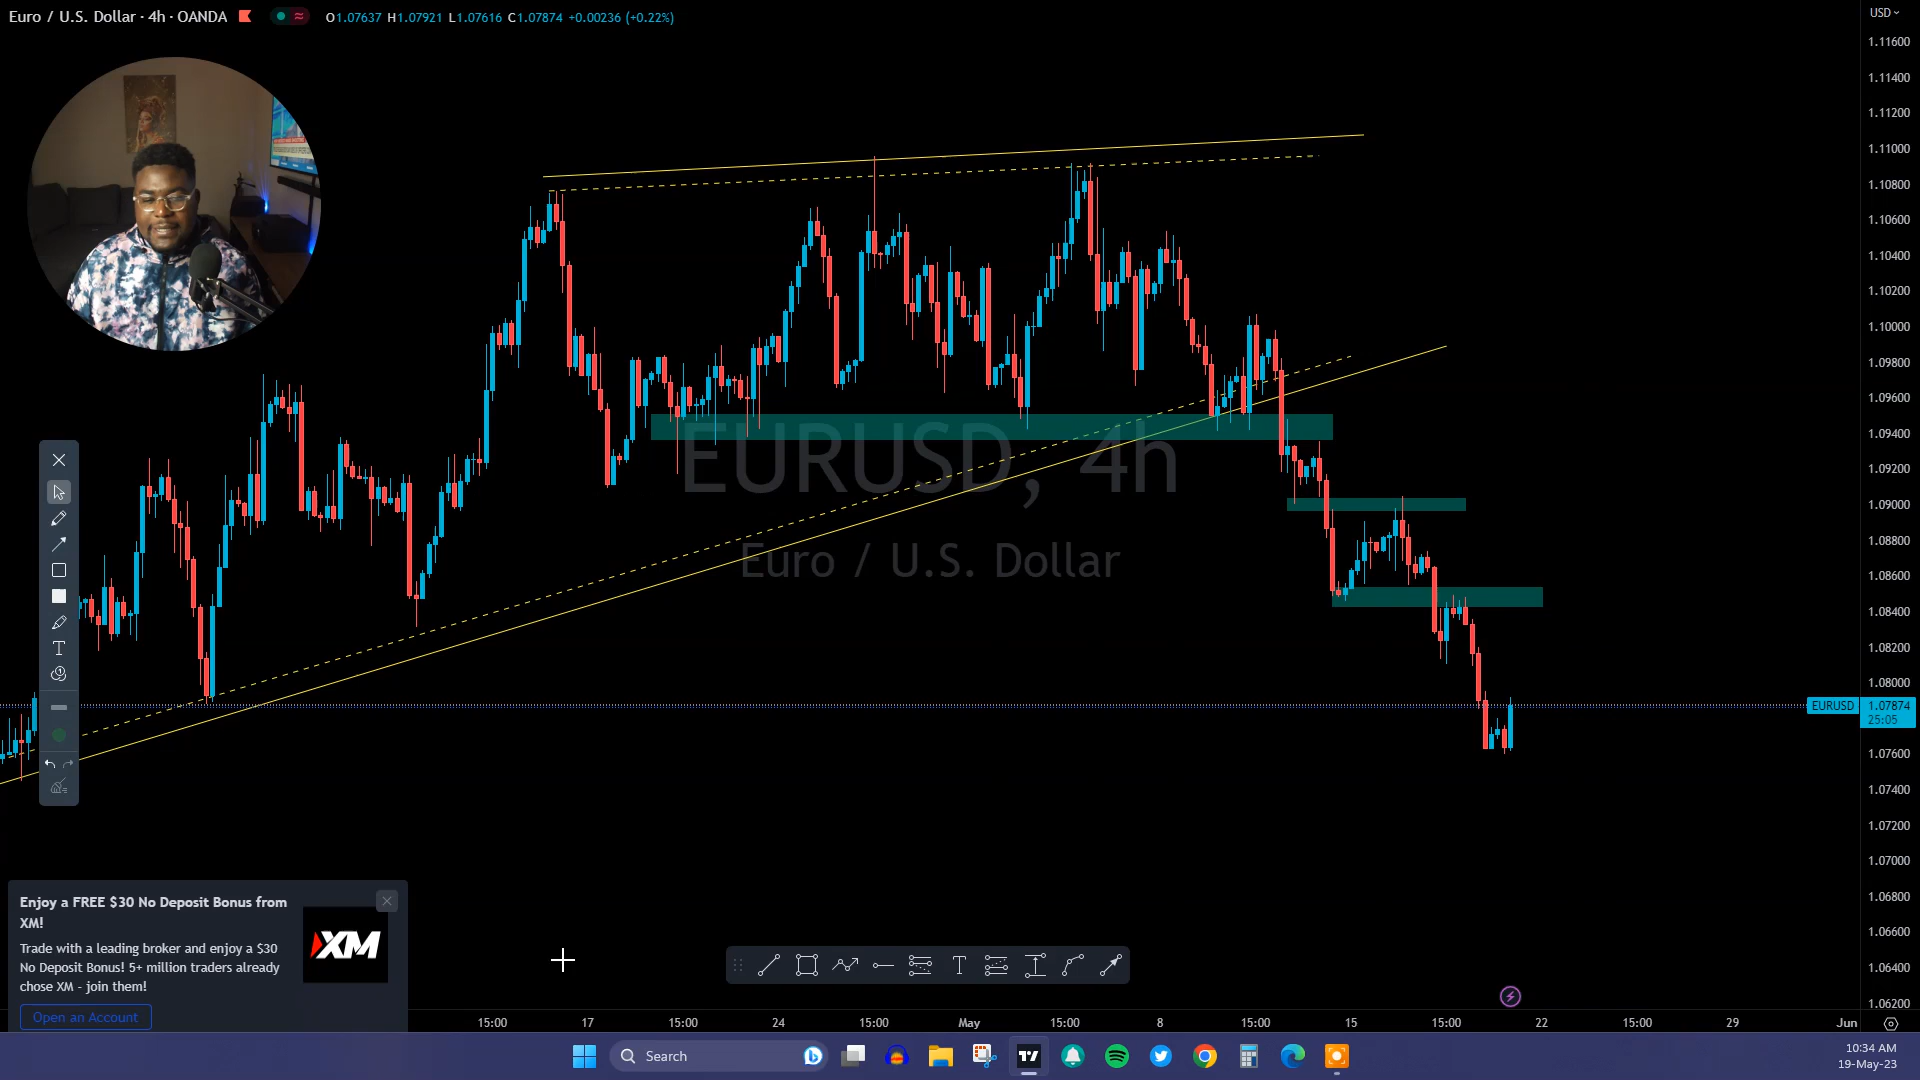 Euro / U.S. Dollar · 4h · OANDA
O1.07637 H1.07921 L1.07616 C1.07874 +0.00236 (+0.22%)
USD
1.11600
1.11400
1.11200
1.11000
1.10800
1.10600
1.10400
1.10200
1.10000
1.09800
1.09600
1.09400
1.09200
1.09000
1.08800
1.08600
1.08400
1.08200
1.08000
EURUSD
1.07874
25:05
1.07600
1.07400
1.07200
1.07000
1.06800
1.06600
1.06400
1.06200
EURUSD, 4h
Euro / U.S. Dollar
T
Enjoy a FREE $30 No Deposit Bonus from
XM!
Trade with a leading broker and enjoy a $30
No Deposit Bonus! 5+ million traders already
chose XM - join them!
XM
Open an Account
T
15:00 17 15:00 24 15:00 May 15:00 8 15:00 15 15:00 22 15:00 29 Jun
Search
10:34 AM
19-May-23